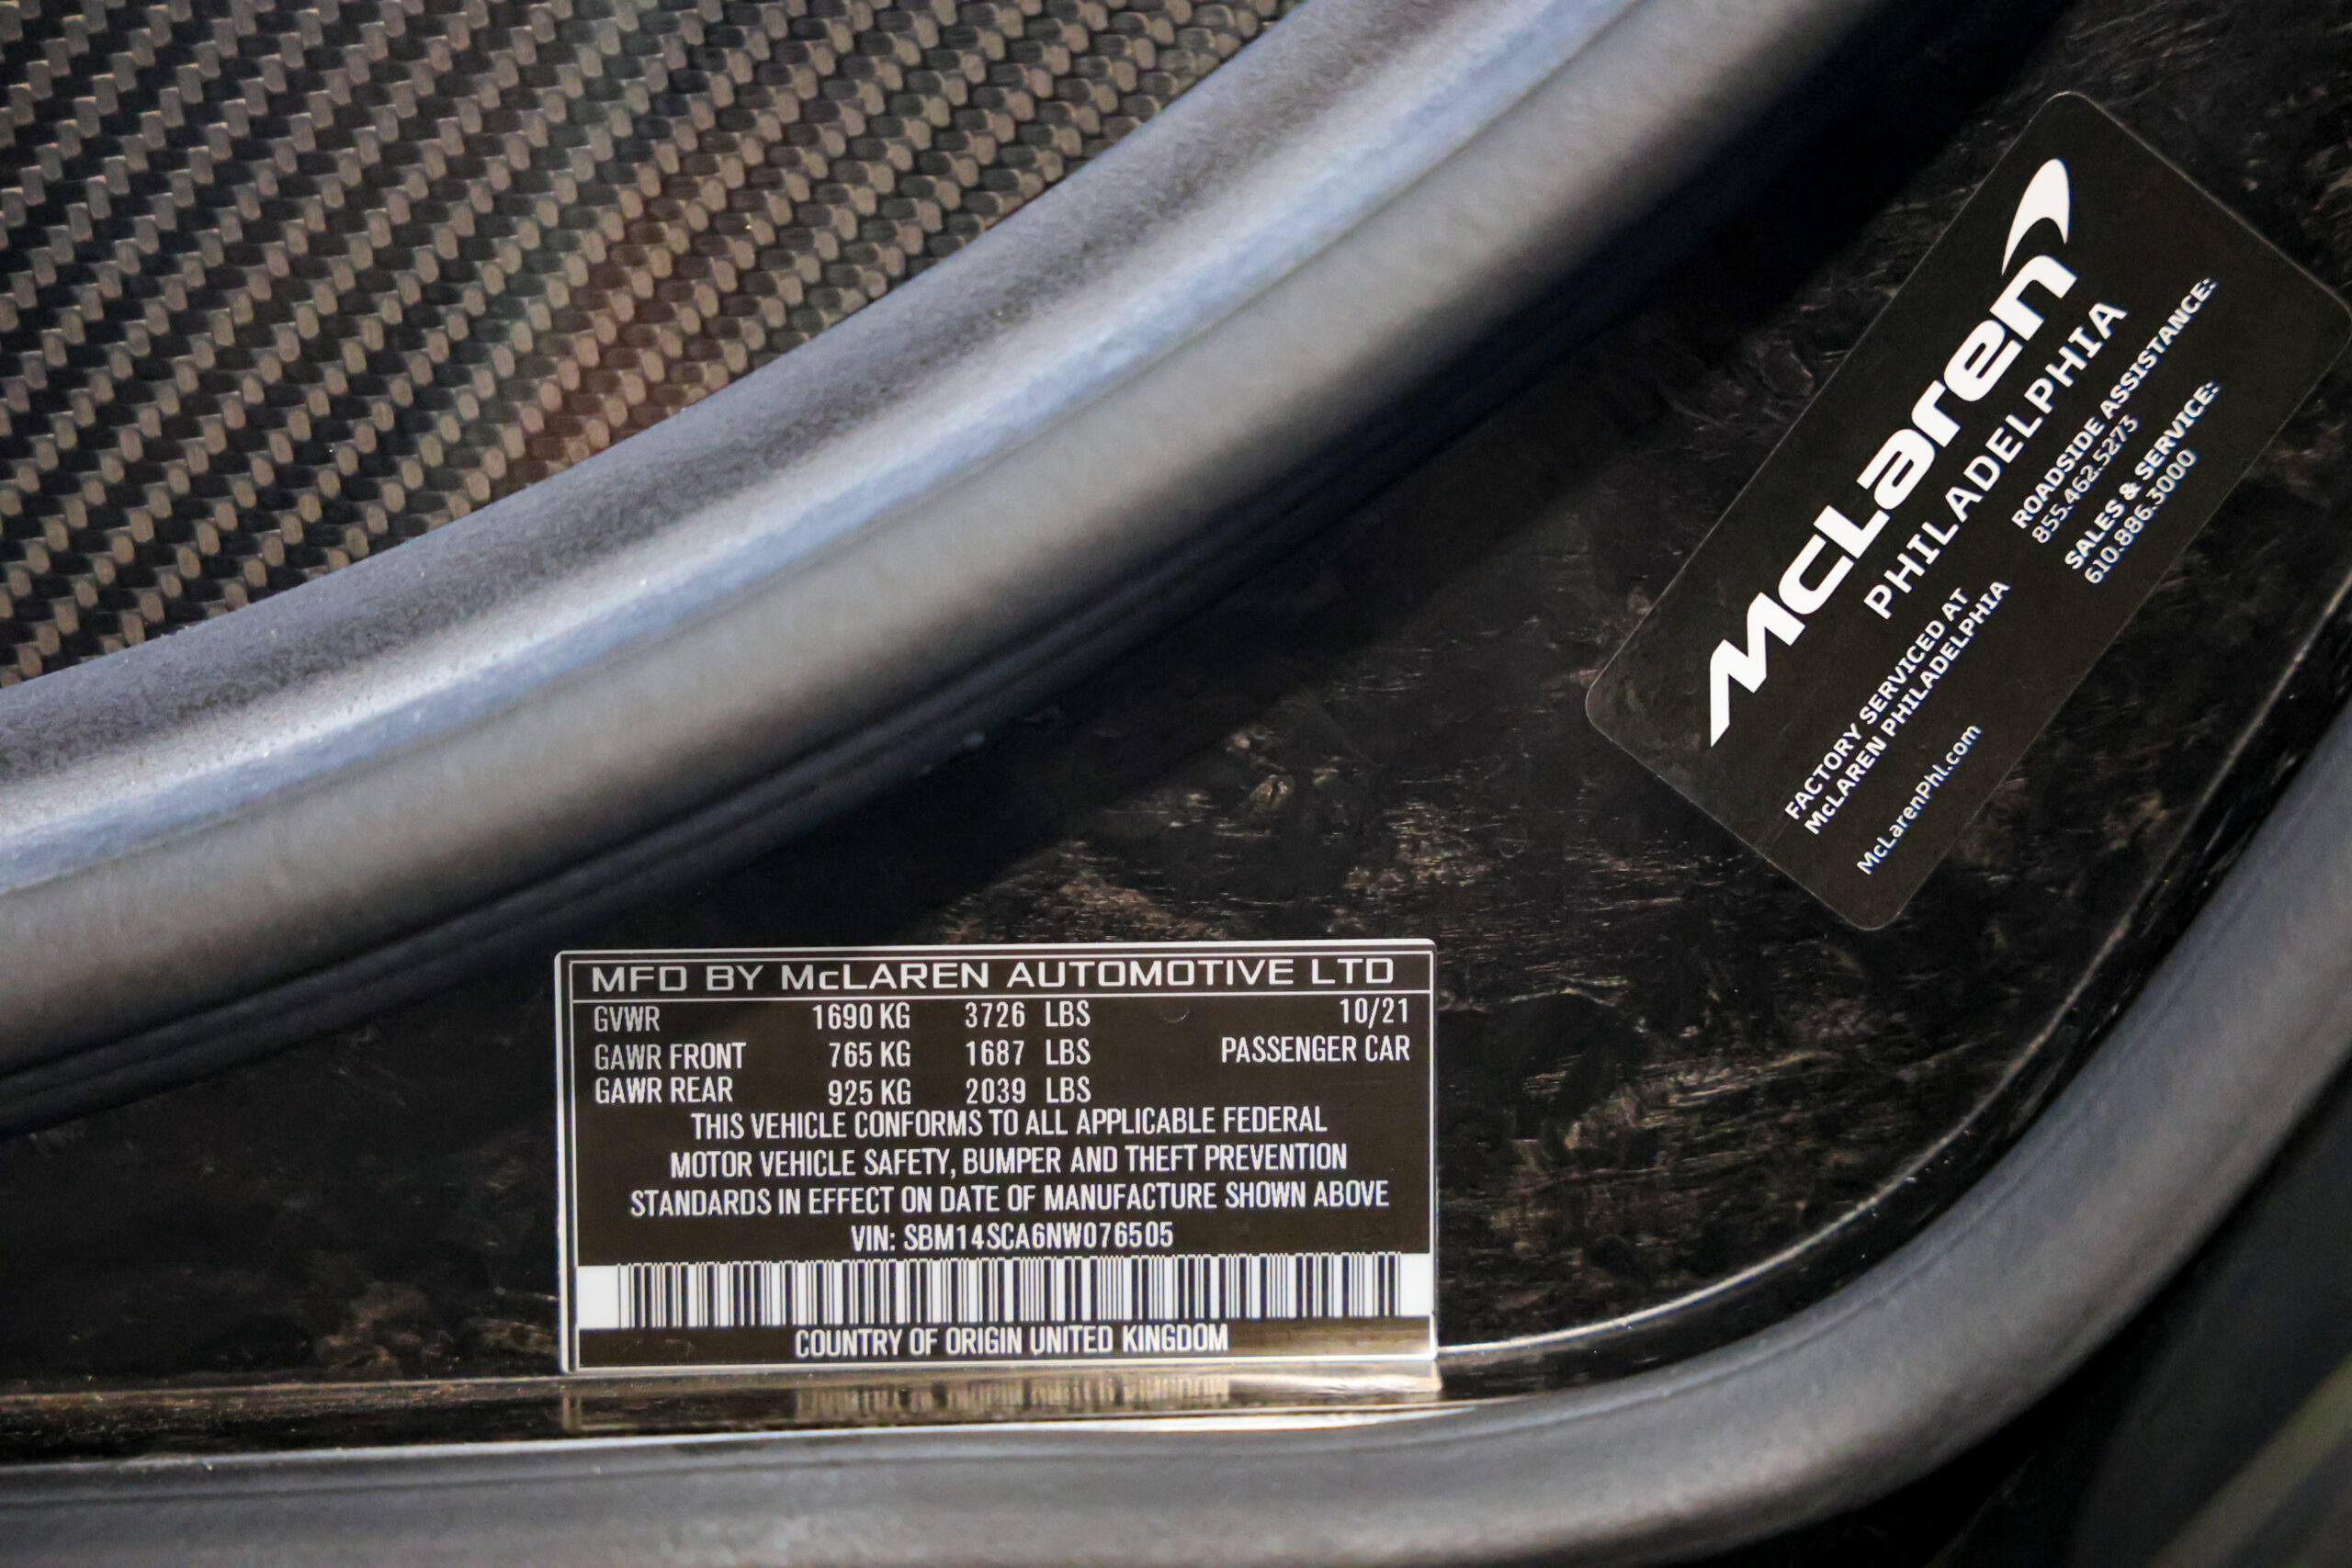 McLaren
PHILADELPHIA
FACTORY SERVICED AT
McLAREN PHILADELPHIA
ROADSIDE ASSISTANCE:
855.462.5273
SALES & SERVICE:
610.886.3000
McLarenPhl.com
MFD BY McLAREN AUTOMOTIVE LTD
GVWR 1690 KG 3726 LBS 10/21
GAWR FRONT 765 KG 1687 LBS PASSENGER CAR
GAWR REAR 925 KG 2039 LBS
THIS VEHICLE CONFORMS TO ALL APPLICABLE FEDERAL
MOTOR VEHICLE SAFETY, BUMPER AND THEFT PREVENTION
STANDARDS IN EFFECT ON DATE OF MANUFACTURE SHOWN ABOVE
VIN: SBM14SCA6NW076505
COUNTRY OF ORIGIN UNITED KINGDOM